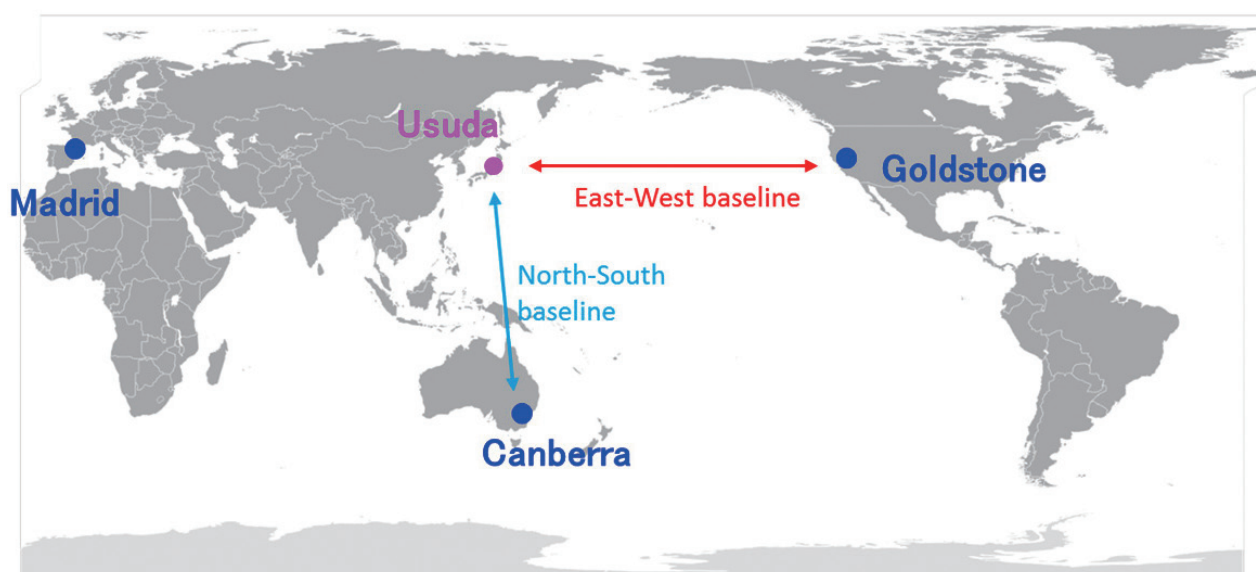 Usuda
Madrid
Goldstone
East-West baseline
North-South
baseline
Canberra